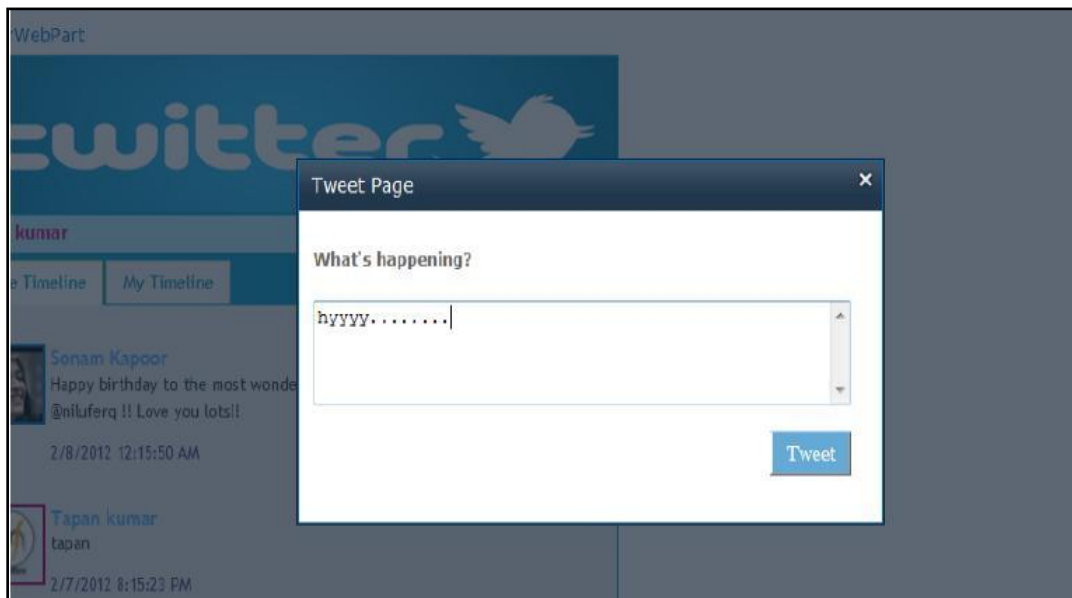 rWebPart
twitter
kumar
e Timeline My Timeline
Tweet Page ×
What's happening?
hyyyy........
Tweet
Sonam Kapoor
Happy birthday to the most wonde
@niluferq !! Love you lots!!
2/8/2012 12:15:50 AM
Tapan kumar
tapan
2/7/2012 8:15:23 PM